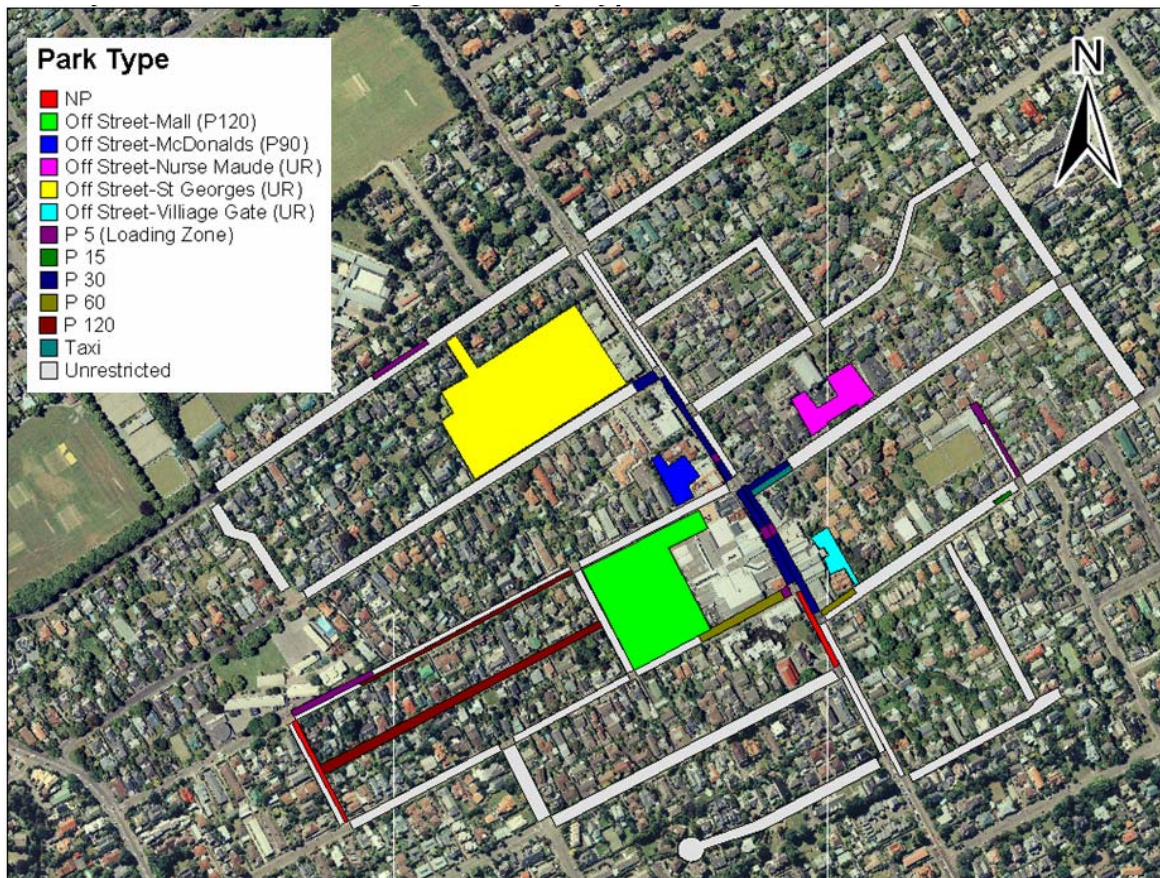 Park Type
NP
Off Street-Mall (P120)
Off Street-McDonalds (P90)
Off Street-Nurse Maude (UR)
Off Street-St Georges (UR)
Off Street-Villiage Gate (UR)
P 5 (Loading Zone)
P 15
P 30
P 60
P 120
Taxi
Unrestricted
N